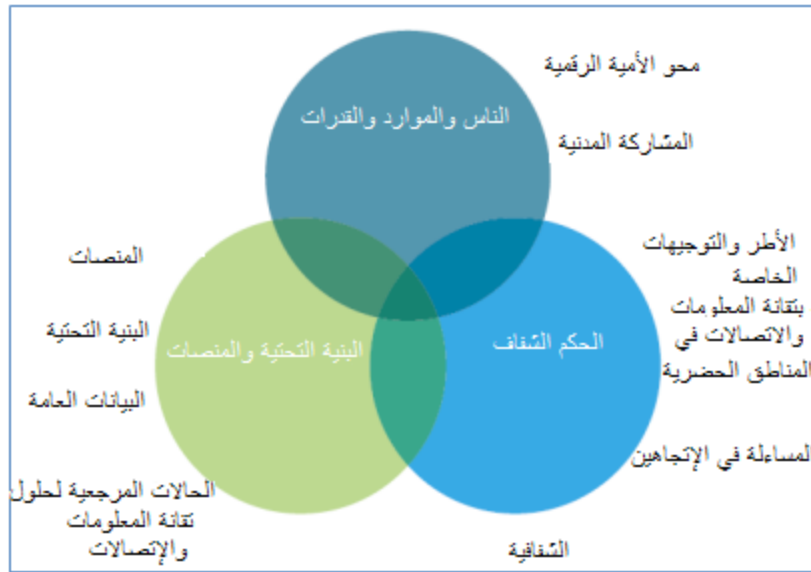 محو الأمية الرقمية
الناس والموارد والقدرات
المشاركة المدنية
الأطر والتوجيهات
الخاصة
بتقانة المعلومات
والاتصالات في
المناطق الحضرية
المنصات
البنية التحتية
الحكم الشفاف
البنية التحتية والمنصات
البيانات العامة
المساءلة في الإتجاهين
الحالات المرجعية لحلول
تقانة المعلومات
والإتصالات
الشفافية